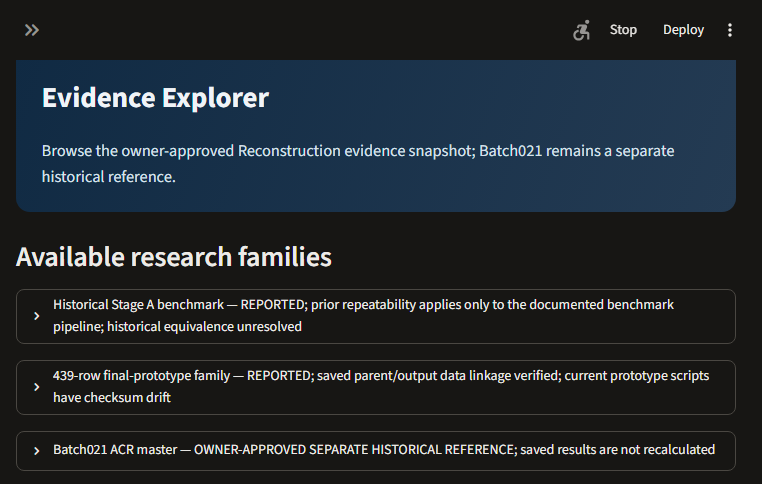 Stop Deploy
Evidence Explorer
Browse the owner-approved Reconstruction evidence snapshot; Batch021 remains a separate
historical reference.
Available research families
Historical Stage A benchmark — REPORTED; prior repeatability applies only to the documented benchmark
pipeline; historical equivalence unresolved
439-row final-prototype family — REPORTED; saved parent/output data linkage verified; current prototype scripts
have checksum drift
Batch021 ACR master — OWNER-APPROVED SEPARATE HISTORICAL REFERENCE; saved results are not recalculated